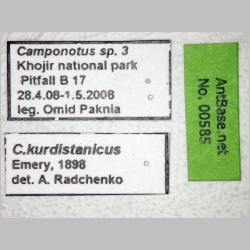 Camponotus sp. 3
Khojir national park
Pitfall B 17
28.4.08-1.5.2008
leg. Omid Paknia
C.kurdistanicus
Emery, 1898
det. A. Radchenko
AntBase.net
No. 00585